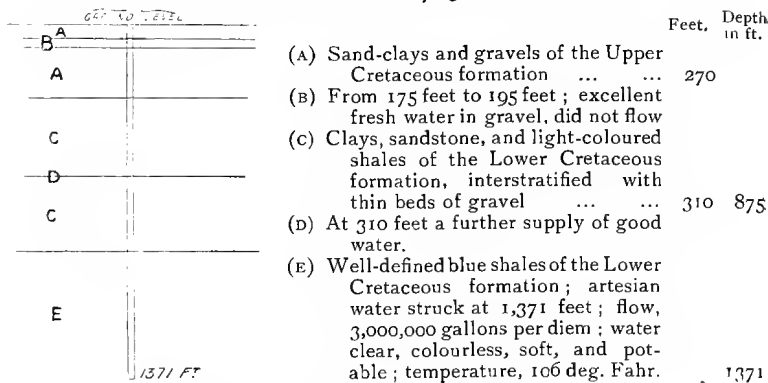 GROUND LEVEL
A
B
A
C
D
C
E
1371 FT
Feet. Depth in ft.
(A) Sand-clays and gravels of the Upper
Cretaceous formation ... ... 270
(B) From 175 feet to 195 feet ; excellent
fresh water in gravel, did not flow
(C) Clays, sandstone, and light-coloured
shales of the Lower Cretaceous
formation, interstratified with
thin beds of gravel ... ... 310 875
(D) At 310 feet a further supply of good
water.
(E) Well-defined blue shales of the Lower
Cretaceous formation ; artesian
water struck at 1,371 feet ; flow,
3,000,000 gallons per diem ; water
clear, colourless, soft, and pot-
able ; temperature, 106 deg. Fahr. 1371